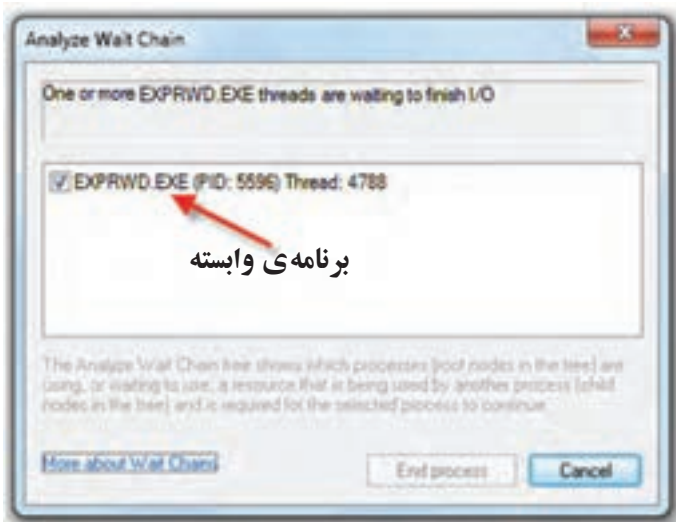 Analyze Wait Chain
One or more EXPRWD.EXE threads are waiting to finish I/O
EXPRWD.EXE (PID: 5596) Thread: 4788
برنامه‌ی وابسته
The Analyze Wait Chain tree shows which processes (root nodes in the tree) are
using, or waiting to use, a resource that is being used by another process (child
nodes in the tree) and is required for the selected process to continue.
More about Wait Chains
End process
Cancel